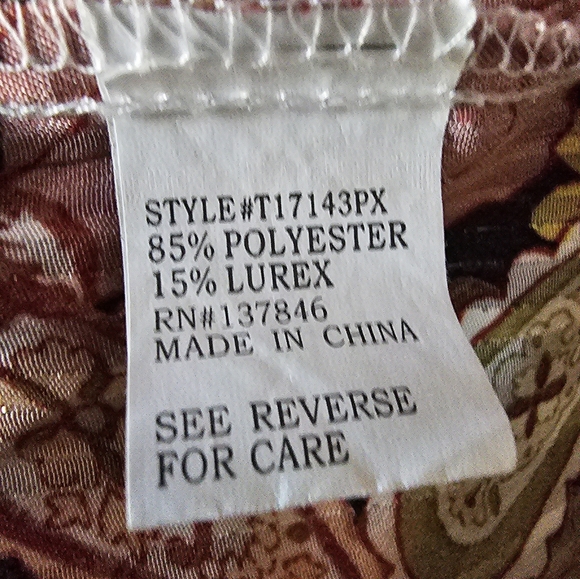 STYLE#T17143PX
85% POLYESTER
15% LUREX
RN#137846
MADE IN CHINA
SEE REVERSE
FOR CARE